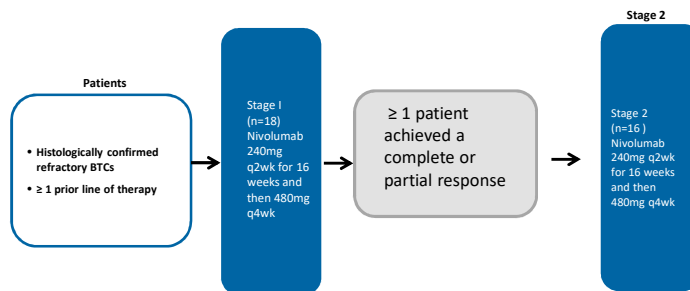 Stage 2
Patients
• Histologically confirmed
refractory BTCs
• ≥ 1 prior line of therapy
Stage I
(n=18)
Nivolumab
240mg
q2wk for 16
weeks and
then 480mg
q4wk
≥ 1 patient
achieved a
complete or
partial response
Stage 2
(n=16 )
Nivolumab
240mg q2wk
for 16 weeks
and then
480mg q4wk